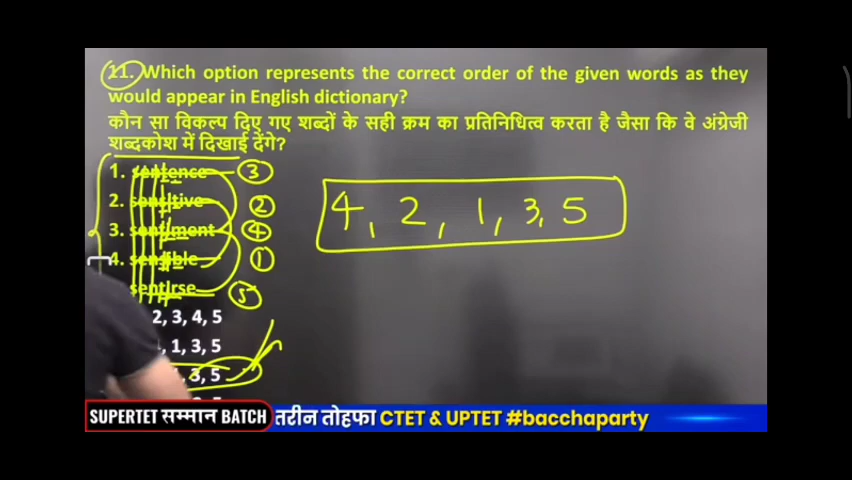 11. Which option represents the correct order of the given words as they
would appear in English dictionary?
कौन सा विकल्प दिए गए शब्दों के सही क्रम का प्रतिनिधित्व करता है जैसा कि वे अंग्रेजी
शब्दकोश में दिखाई देंगे?
1. sentence 3
2. sensitive 2
3. sentiment 4
4. sensible 1
sentirse 5
4, 2, 1, 3, 5
2, 3, 4, 5
1, 3, 5
3, 5
SUPERTET सम्मान BATCH तरीन तोहफा CTET & UPTET #bacchaparty